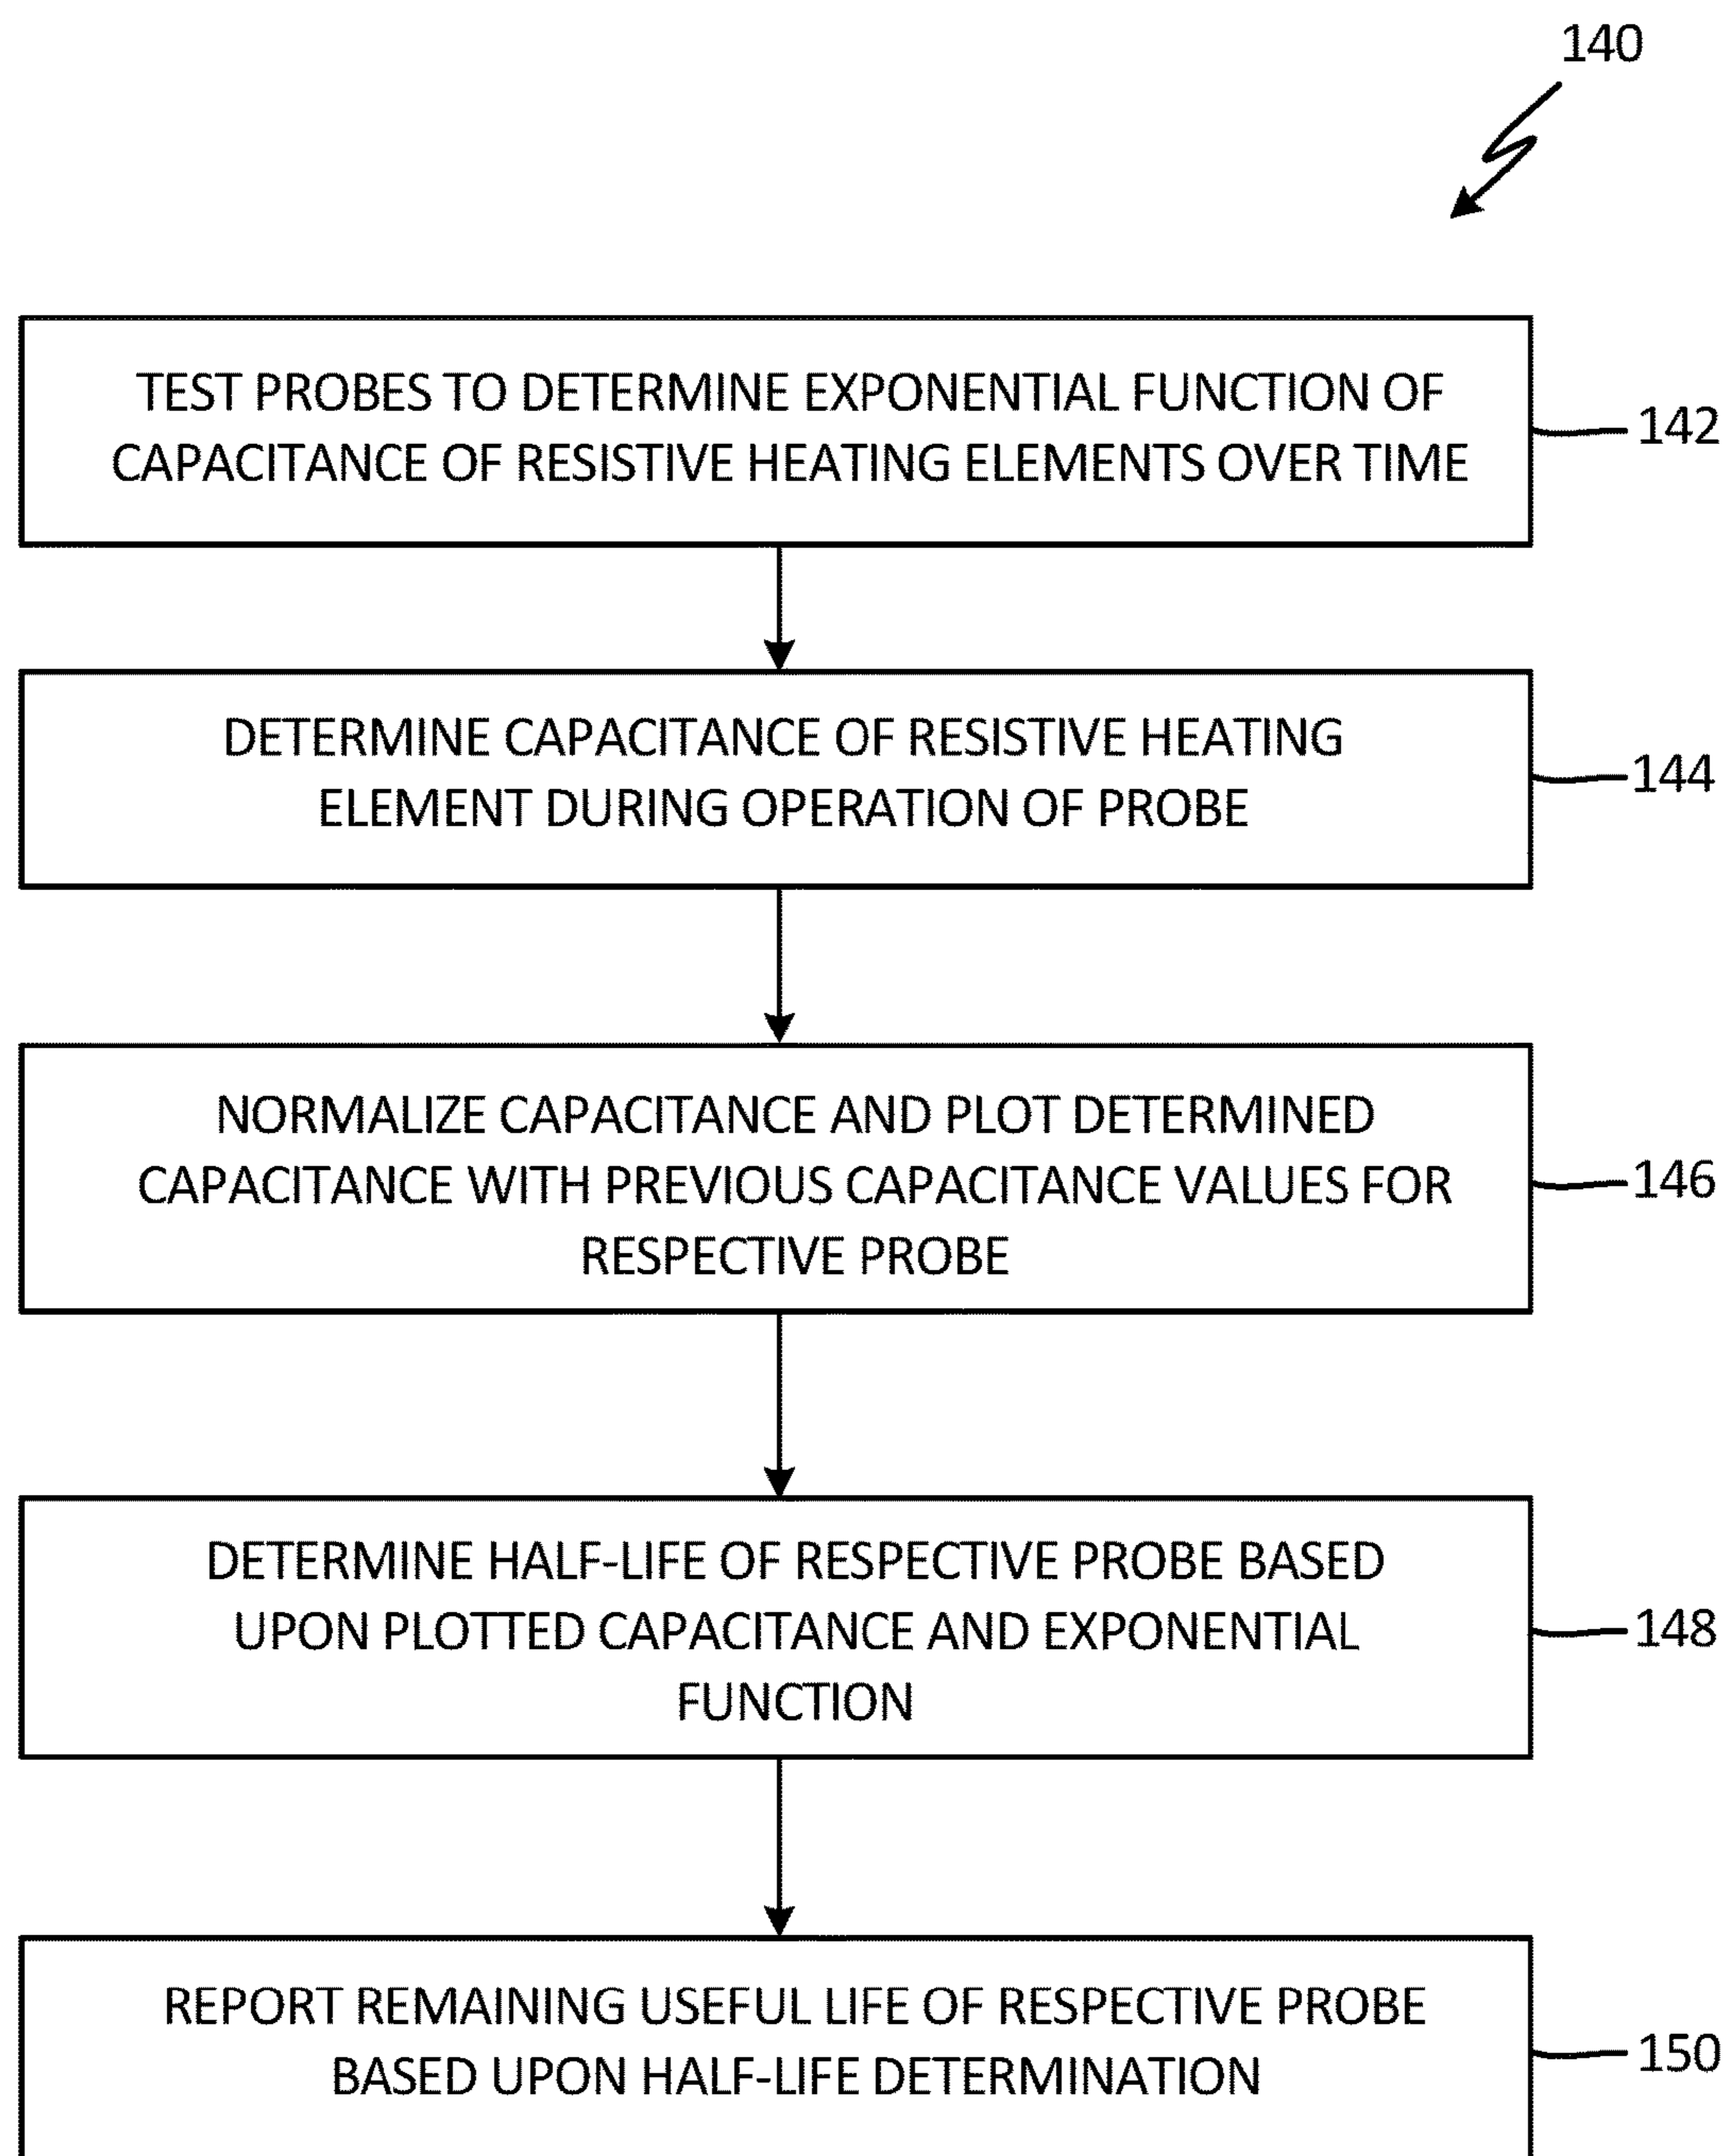 140
TEST PROBES TO DETERMINE EXPONENTIAL FUNCTION OF
CAPACITANCE OF RESISTIVE HEATING ELEMENTS OVER TIME
142
DETERMINE CAPACITANCE OF RESISTIVE HEATING
ELEMENT DURING OPERATION OF PROBE
144
NORMALIZE CAPACITANCE AND PLOT DETERMINED
CAPACITANCE WITH PREVIOUS CAPACITANCE VALUES FOR
RESPECTIVE PROBE
146
DETERMINE HALF-LIFE OF RESPECTIVE PROBE BASED
UPON PLOTTED CAPACITANCE AND EXPONENTIAL
FUNCTION
148
REPORT REMAINING USEFUL LIFE OF RESPECTIVE PROBE
BASED UPON HALF-LIFE DETERMINATION
150